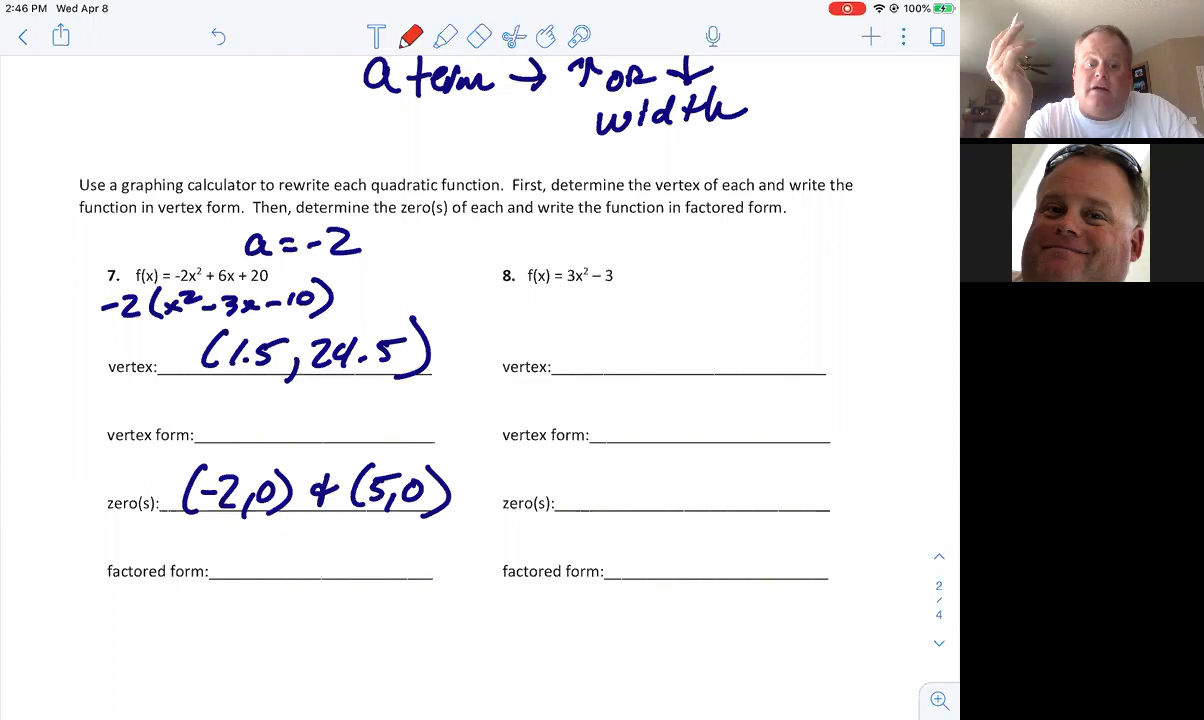 2:46 PM Wed Apr 8
100%
T
a term → ↑ or ↓
width
Use a graphing calculator to rewrite each quadratic function. First, determine the vertex of each and write the
function in vertex form. Then, determine the zero(s) of each and write the function in factored form.
a = -2
7. f(x) = -2x² + 6x + 20
8. f(x) = 3x² – 3
-2(x²-3x-10)
vertex: (1.5, 24.5)
vertex:
vertex form:
vertex form:
zero(s): (-2,0) & (5,0)
zero(s):
factored form:
factored form:
2
/
4